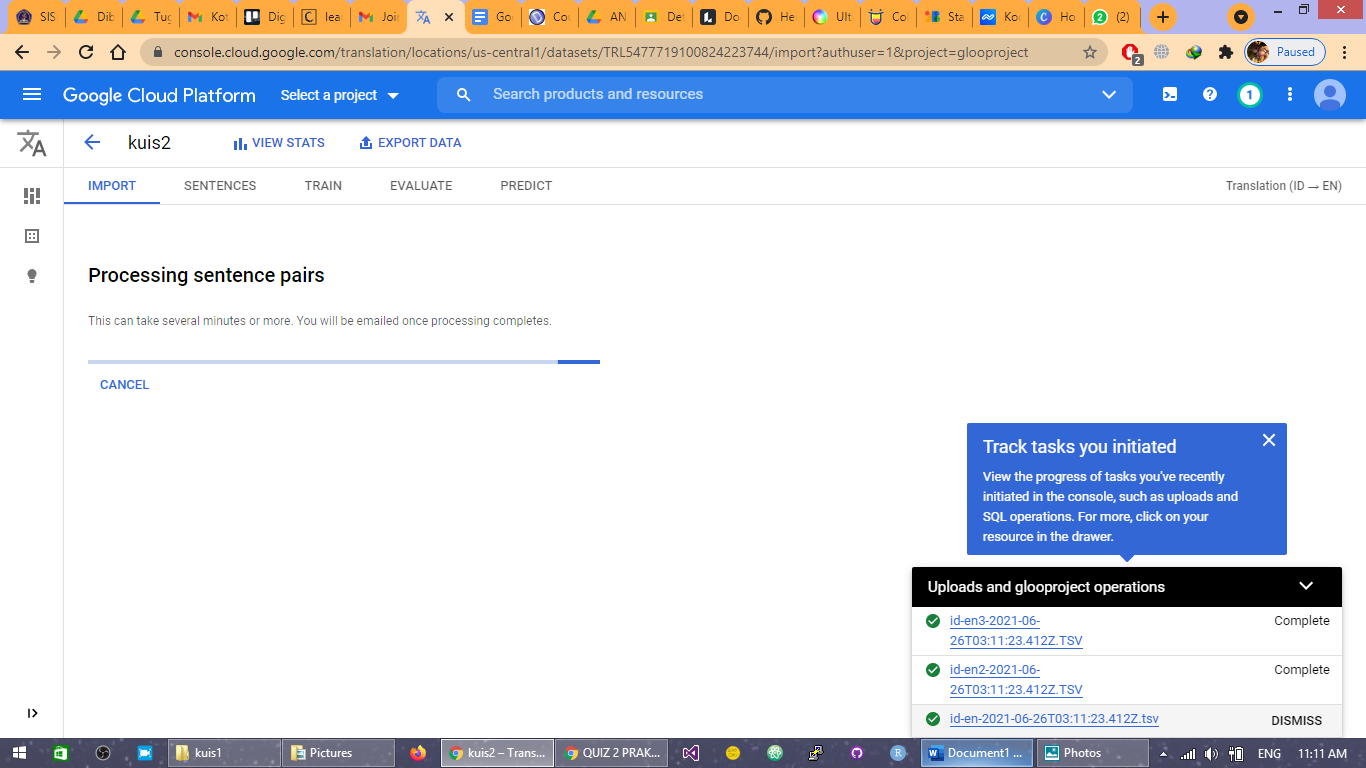 SIS
Dib
Tug
Kot
Dig
lea
Join
Go
Cou
AN
Det
Do
He
Ult
Col
Sta
Ko
Ho
(2)
console.cloud.google.com/translation/locations/us-central1/datasets/TRL5477719100824223744/import?authuser=1&project=glooproject
2
Paused
Google Cloud Platform
Select a project
Search products and resources
1
kuis2
VIEW STATS
EXPORT DATA
IMPORT
SENTENCES
TRAIN
EVALUATE
PREDICT
Translation (ID → EN)
Processing sentence pairs
This can take several minutes or more. You will be emailed once processing completes.
CANCEL
Track tasks you initiated
View the progress of tasks you've recently
initiated in the console, such as uploads and
SQL operations. For more, click on your
resource in the drawer.
Uploads and glooproject operations
id-en3-2021-06-
26T03:11:23.412Z.TSV
Complete
id-en2-2021-06-
26T03:11:23.412Z.TSV
Complete
id-en-2021-06-26T03:11:23.412Z.tsv
DISMISS
kuis1
Pictures
kuis2 – Trans...
QUIZ 2 PRAK...
Document1 ...
Photos
ENG
11:11 AM